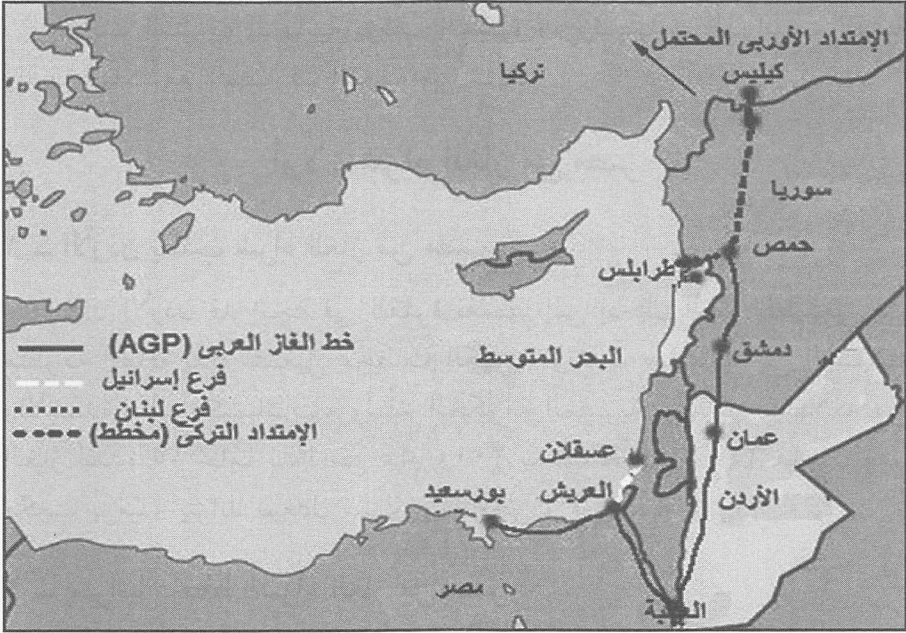 الإمتداد الأوربى المحتمل
كيليس
تركيا
سوريا
حمص
طرابلس
خط الغاز العربى (AGP)
البحر المتوسط
دمشق
فرع إسرائيل
فرع لبنان
الإمتداد التركى (مخطط)
عمان
عسقلان
بورسعيد
العريش
الأردن
مصر
العقبة